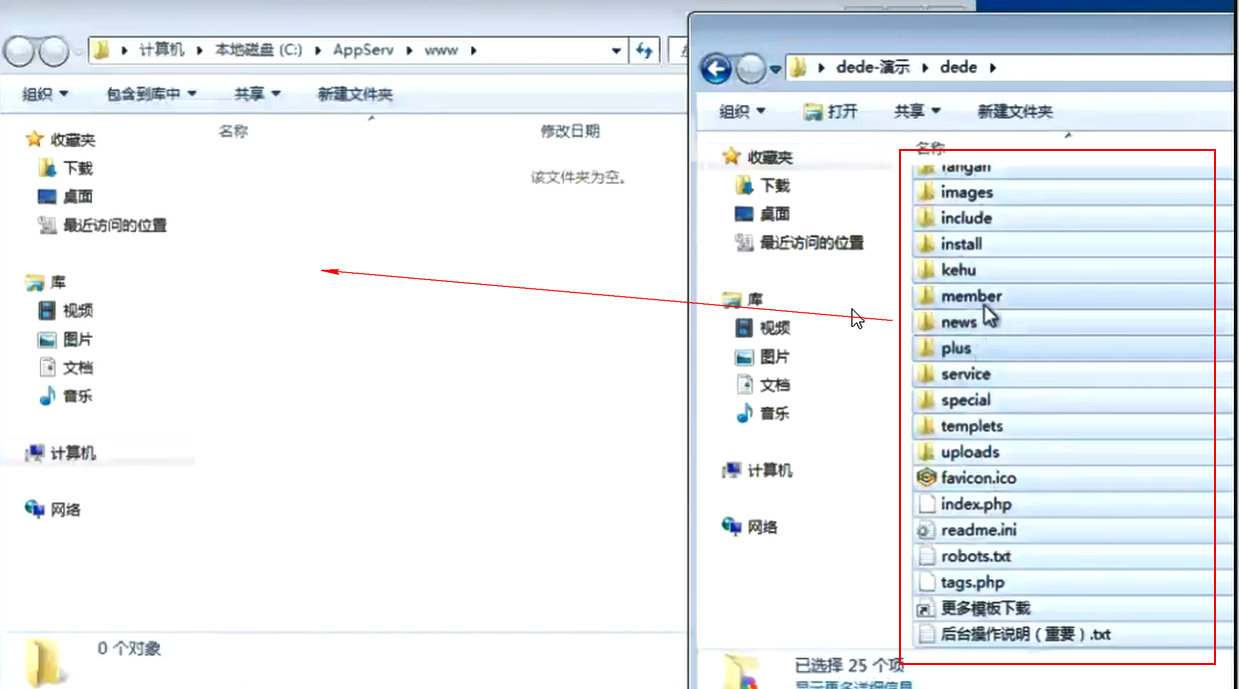 计算机 本地磁盘 (C:) AppServ www
组织 包含到库中 共享 新建文件夹
收藏夹
下载
桌面
最近访问的位置
库
视频
图片
文档
音乐
计算机
网络
名称 修改日期
该文件夹为空。
0 个对象
dede-演示 dede
组织 打开 共享 新建文件夹
收藏夹
下载
桌面
最近访问的位置
库
视频
图片
文档
音乐
计算机
网络
名称
fangan
images
include
install
kehu
member
news
plus
service
special
templets
uploads
favicon.ico
index.php
readme.ini
robots.txt
tags.php
更多模板下载
后台操作说明（重要）.txt
已选择 25 个项
显示更多详细信息